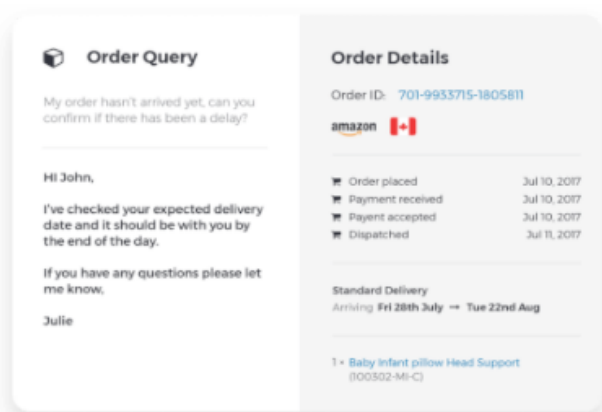 Order Query
My order hasn't arrived yet, can you
confirm if there has been a delay?
Hi John,
I've checked your expected delivery
date and it should be with you by
the end of the day.
If you have any questions please let
me know,
Julie
Order Details
Order ID: 701-9933715-1805811
amazon
Order placed Jul 10, 2017
Payment received Jul 10, 2017
Payent accepted Jul 10, 2017
Dispatched Jul 11, 2017
Standard Delivery
Arriving Fri 28th July → Tue 22nd Aug
1 × Baby Infant pillow Head Support
(100302-MI-C)